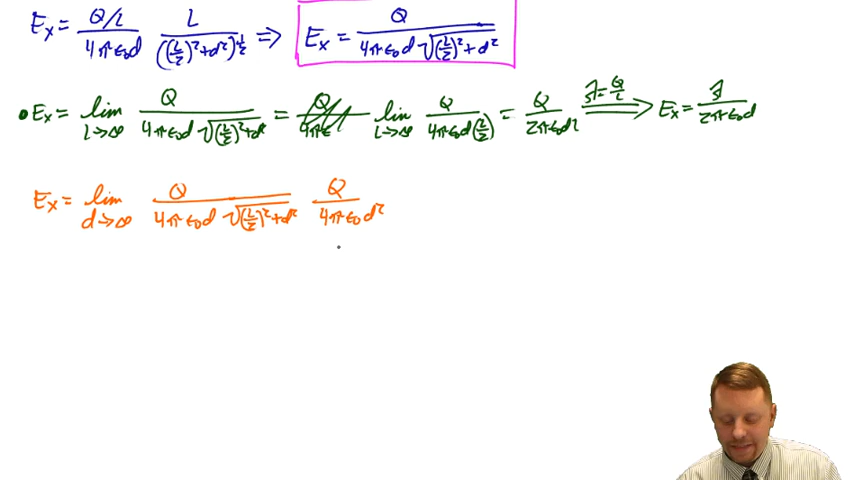 Ex = Q/L / 4πε₀d L / ((L/2)² + d²)^1/2 ⇒ Ex = Q / 4πε₀d √((L/2)² + d²)
• Ex = lim L→∞ Q / 4πε₀d √((L/2)² + d²) = lim L→∞ Q / 4πε₀d(L/2) = Q / 2πε₀dL λ = Q/L ⇒ Ex = λ / 2πε₀d
Ex = lim d→∞ Q / 4πε₀d √((L/2)² + d²) Q / 4πε₀d²